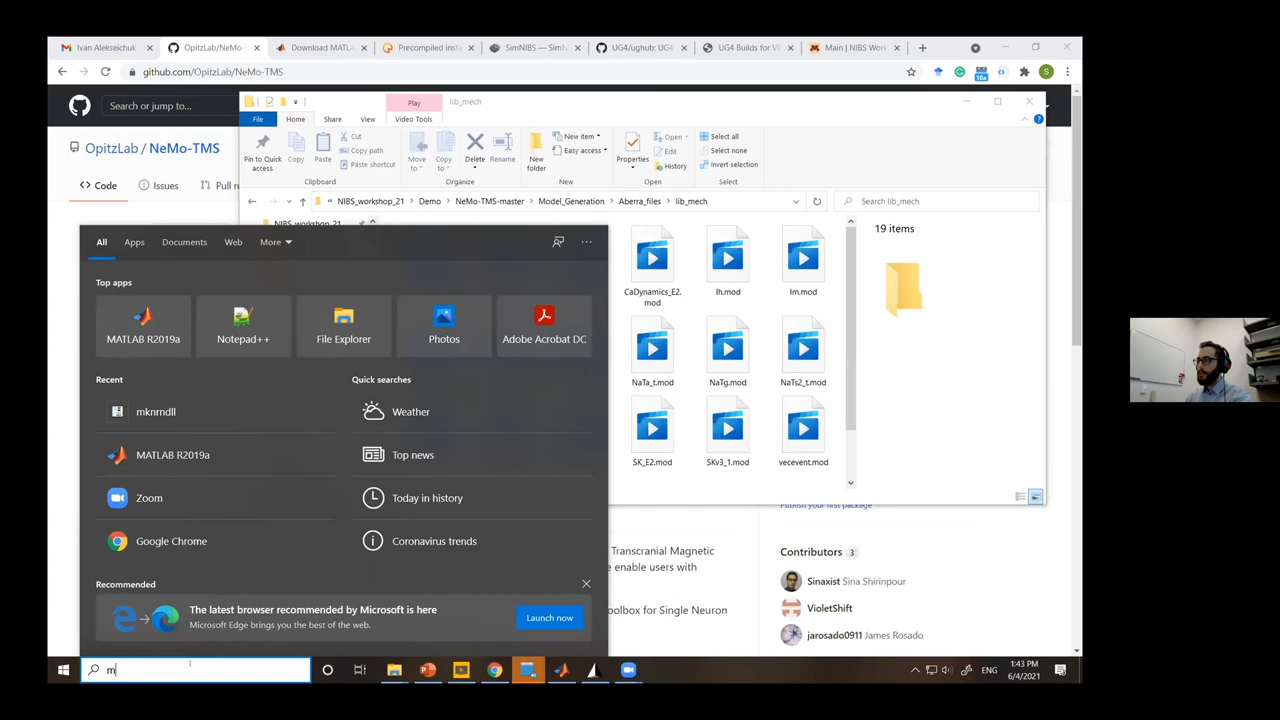 Ivan Alekseichuk
OpitzLab/NeMo-
Download MATLA
Precompiled inst
SimNIBS — SimN
UG4/ughub: UG4
UG4 Builds for V
Main | NIBS Wor
github.com/OpitzLab/NeMo-TMS
S
Search or jump to...
OpitzLab / NeMo-TMS
Code
Issues
Pull r
Play
lib_mech
File
Home
Share
View
Video Tools
Pin to Quick access
Copy
Paste
Cut
Copy path
Paste shortcut
Clipboard
Move to
Copy to
Delete
Rename
Organize
New folder
New item
Easy access
New
Properties
Open
Edit
History
Open
Select all
Select none
Invert selection
Select
« NIBS_workshop_21 > Demo > NeMo-TMS-master > Model_Generation > Aberra_files > lib_mech
Search lib_mech
NIBS_workshop_21
CaDynamics_E2.mod
Ih.mod
Im.mod
NaTa_t.mod
NaTg.mod
NaTs2_t.mod
SK_E2.mod
SKv3_1.mod
vecevent.mod
19 items
All
Apps
Documents
Web
More
Top apps
MATLAB R2019a
Notepad++
File Explorer
Photos
Adobe Acrobat DC
Recent
mknrndll
MATLAB R2019a
Zoom
Google Chrome
Quick searches
Weather
Top news
Today in history
Coronavirus trends
Recommended
The latest browser recommended by Microsoft is here
Microsoft Edge brings you the best of the web.
Launch now
Publish your first package
Transcranial Magnetic
e enable users with
oolbox for Single Neuron
Contributors 3
Sinaxist Sina Shirinpour
VioletShift
jarosado0911 James Rosado
m
ENG
1:43 PM
6/4/2021